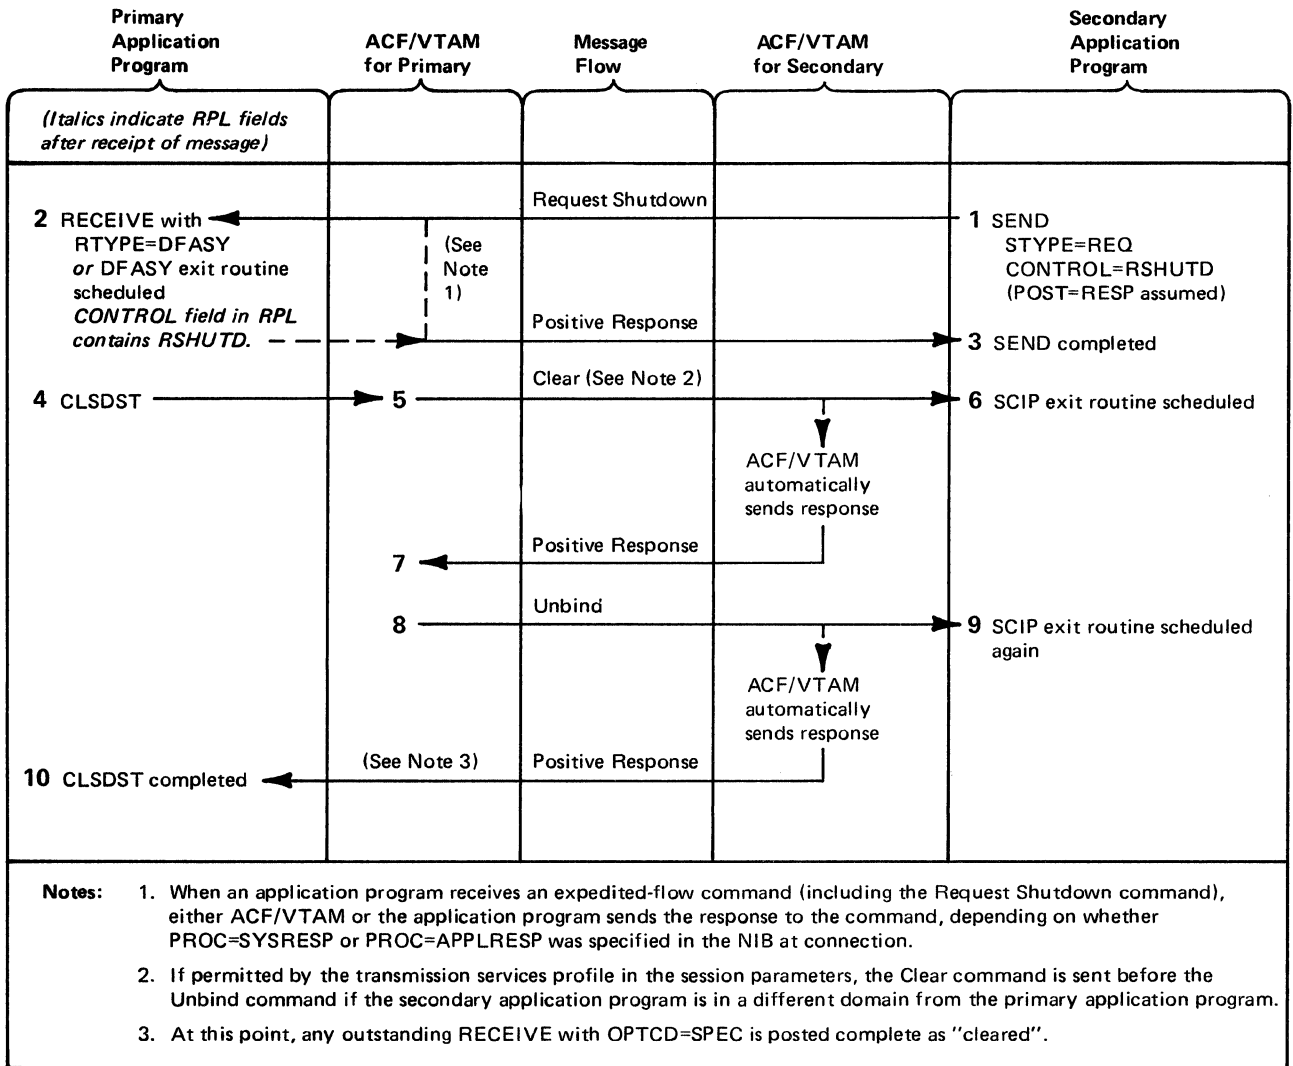 Primary
Application
Program
ACF/VTAM
for Primary
Message
Flow
ACF/VTAM
for Secondary
Secondary
Application
Program
(Italics indicate RPL fields
after receipt of message)
Request Shutdown
2 RECEIVE with
RTYPE=DFASY
or DFASY exit routine
scheduled
CONTROL field in RPL
contains RSHUTD.
(See
Note
1)
1 SEND
STYPE=REQ
CONTROL=RSHUTD
(POST=RESP assumed)
Positive Response
3 SEND completed
Clear (See Note 2)
4 CLSDST
5
6 SCIP exit routine scheduled
ACF/VTAM
automatically
sends response
Positive Response
7
Unbind
8
9 SCIP exit routine scheduled
again
ACF/VTAM
automatically
sends response
(See Note 3)
Positive Response
10 CLSDST completed
Notes: 1. When an application program receives an expedited-flow command (including the Request Shutdown command),
either ACF/VTAM or the application program sends the response to the command, depending on whether
PROC=SYSRESP or PROC=APPLRESP was specified in the NIB at connection.
2. If permitted by the transmission services profile in the session parameters, the Clear command is sent before the
Unbind command if the secondary application program is in a different domain from the primary application program.
3. At this point, any outstanding RECEIVE with OPTCD=SPEC is posted complete as "cleared".